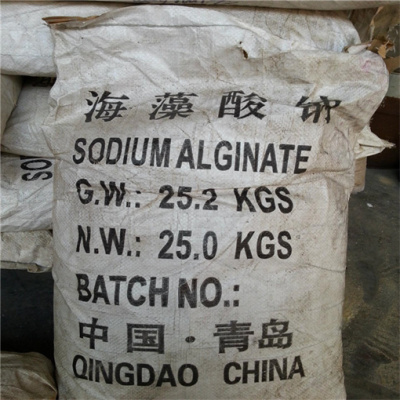 海藻酸钠
SODIUM ALGINATE
G.W.: 25.2 KGS
N.W.: 25.0 KGS
BATCH NO.:
中国·青岛
QINGDAO CHINA
SO